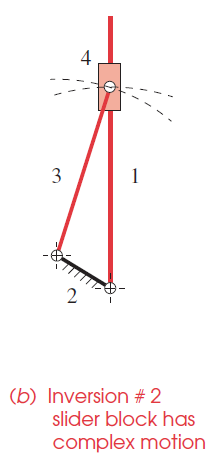 4
3 1
2
(b) Inversion # 2
slider block has
complex motion